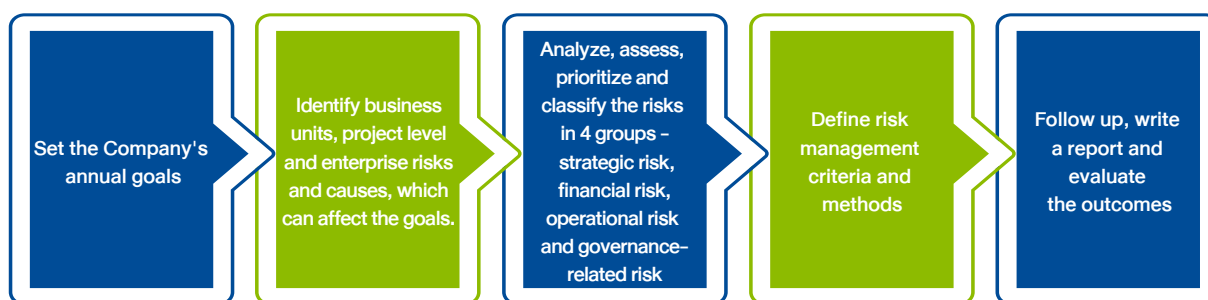 Set the Company's
annual goals
Identify business
units, project level
and enterprise risks
and causes, which
can affect the goals.
Analyze, assess,
prioritize and
classify the risks
in 4 groups -
strategic risk,
financial risk,
operational risk
and governance-
related risk
Define risk
management
criteria and
methods
Follow up, write
a report and
evaluate
the outcomes